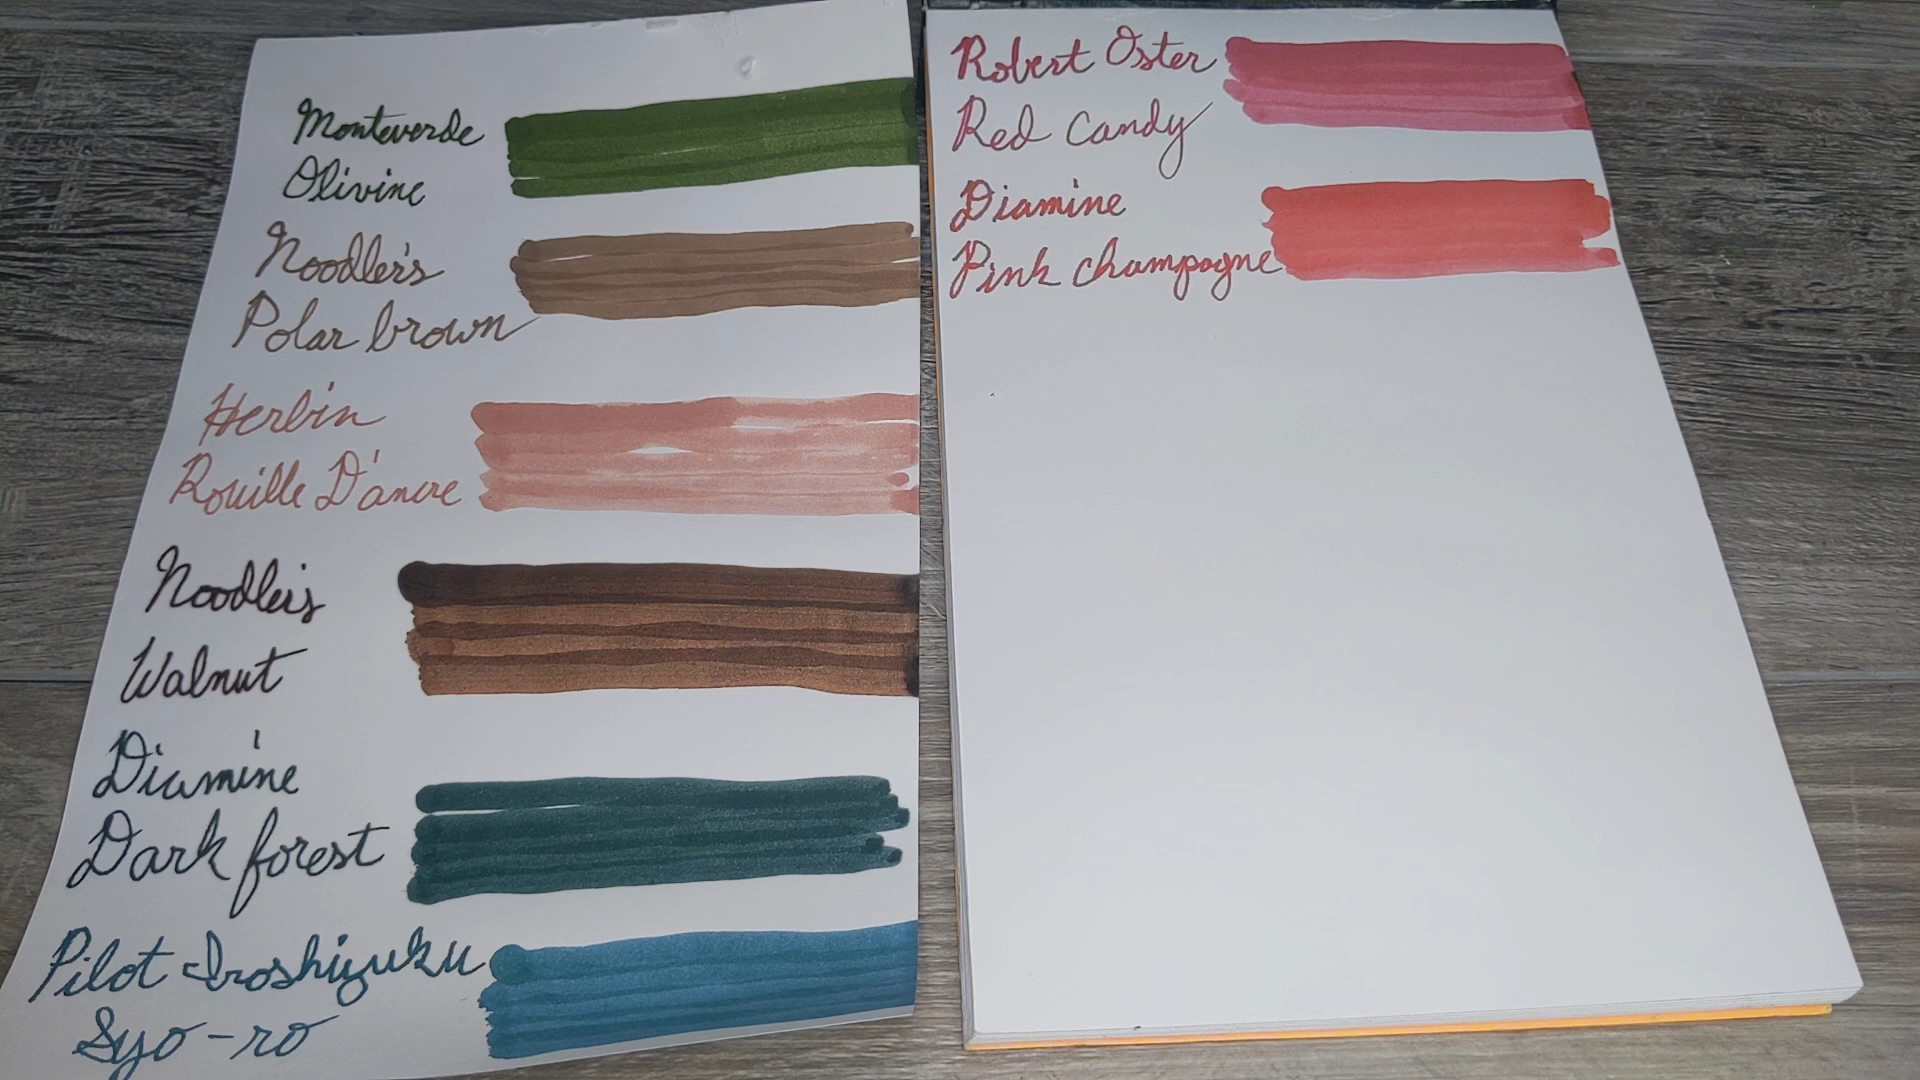 Monteverde
Olivine
Noodler's
Polar brown
Herbin
Rouille D'ancre
Noodler's
Walnut
Diamine
Dark forest
Pilot Iroshizuku
Syo-ro
Robert Oster
Red Candy
Diamine
Pink champagne